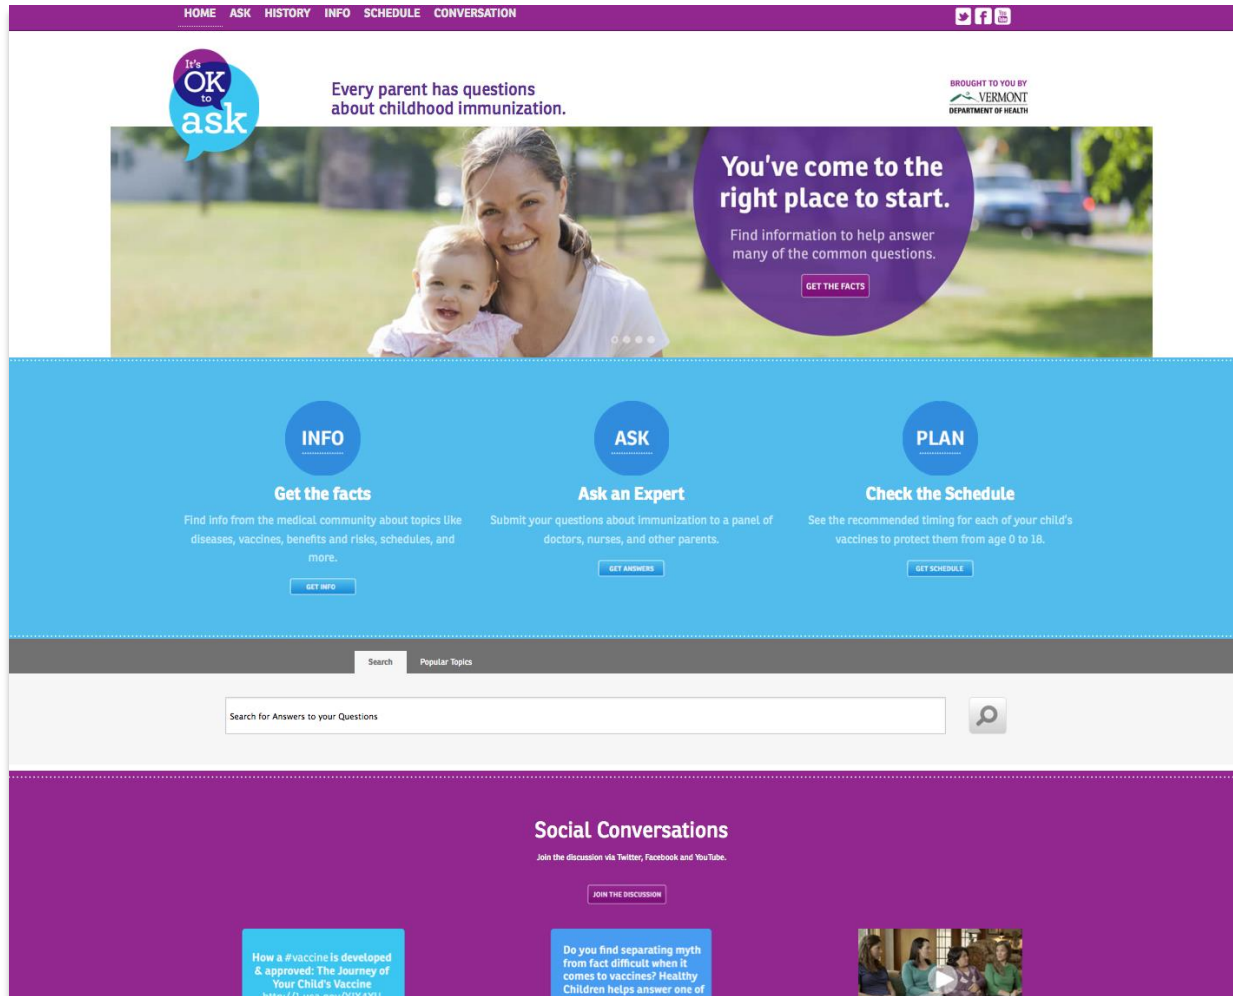 HOME ASK HISTORY INFO SCHEDULE CONVERSATION
It's
OK
to
ask
Every parent has questions
about childhood immunization.
BROUGHT TO YOU BY
VERMONT
DEPARTMENT OF HEALTH
You've come to the
right place to start.
Find information to help answer
many of the common questions.
GET THE FACTS
INFO
Get the facts
Find info from the medical community about topics like
diseases, vaccines, benefits and risks, schedules, and
more.
GET INFO
ASK
Ask an Expert
Submit your questions about immunization to a panel of
doctors, nurses, and other parents.
GET ANSWERS
PLAN
Check the Schedule
See the recommended timing for each of your child's
vaccines to protect them from age 0 to 18.
GET SCHEDULE
Search Popular Topics
Search for Answers to your Questions
Social Conversations
Join the discussion via Twitter, Facebook and YouTube.
JOIN THE DISCUSSION
How a #vaccine is developed
& approved: The Journey of
Your Child's Vaccine
Do you find separating myth
from fact difficult when it
comes to vaccines? Healthy
Children helps answer one of